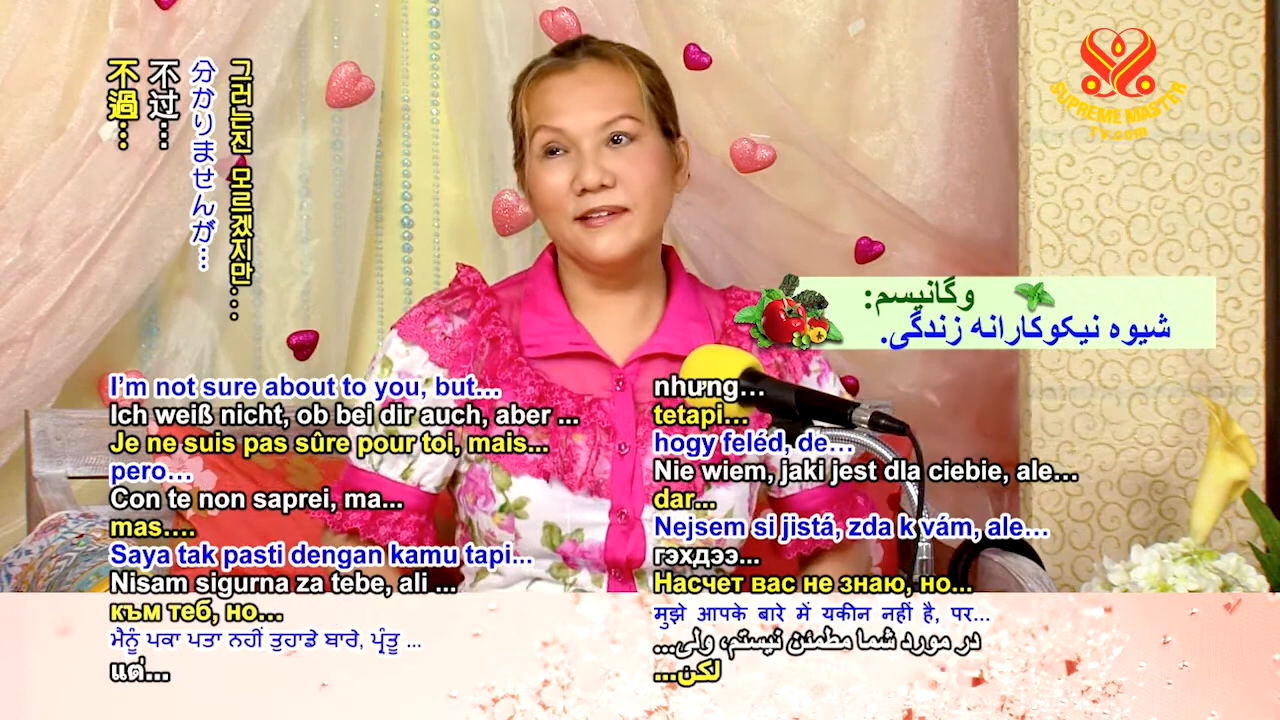 SUPREME MASTER
TV.com
不過…
不过…
分かりませんが…
그러는진 모르겠지만…
وگانیسم:
شیوه نیکوکارانه زندگی.
I'm not sure about to you, but…
Ich weiß nicht, ob bei dir auch, aber ...
Je ne suis pas sûre pour toi, mais...
pero…
Con te non saprei, ma...
mas….
Saya tak pasti dengan kamu tapi...
Nisam sigurna za tebe, ali ...
към теб, но...
ਮੈਨੂੰ ਪਕਾ ਪਤਾ ਨਹੀਂ ਤੁਹਾਡੇ ਬਾਰੇ, ਪ੍ਰੰਤੂ ...
แต่...
nhưng…
tetapi…
hogy feléd, de…
Nie wiem, jaki jest dla ciebie, ale…
dar...
Nejsem si jistá, zda k vám, ale…
гэхдээ...
Насчет вас не знаю, но...
मुझे आपके बारे में यकीन नहीं है, पर...
در مورد شما مطمئن نیستم، ولی...
لكن...